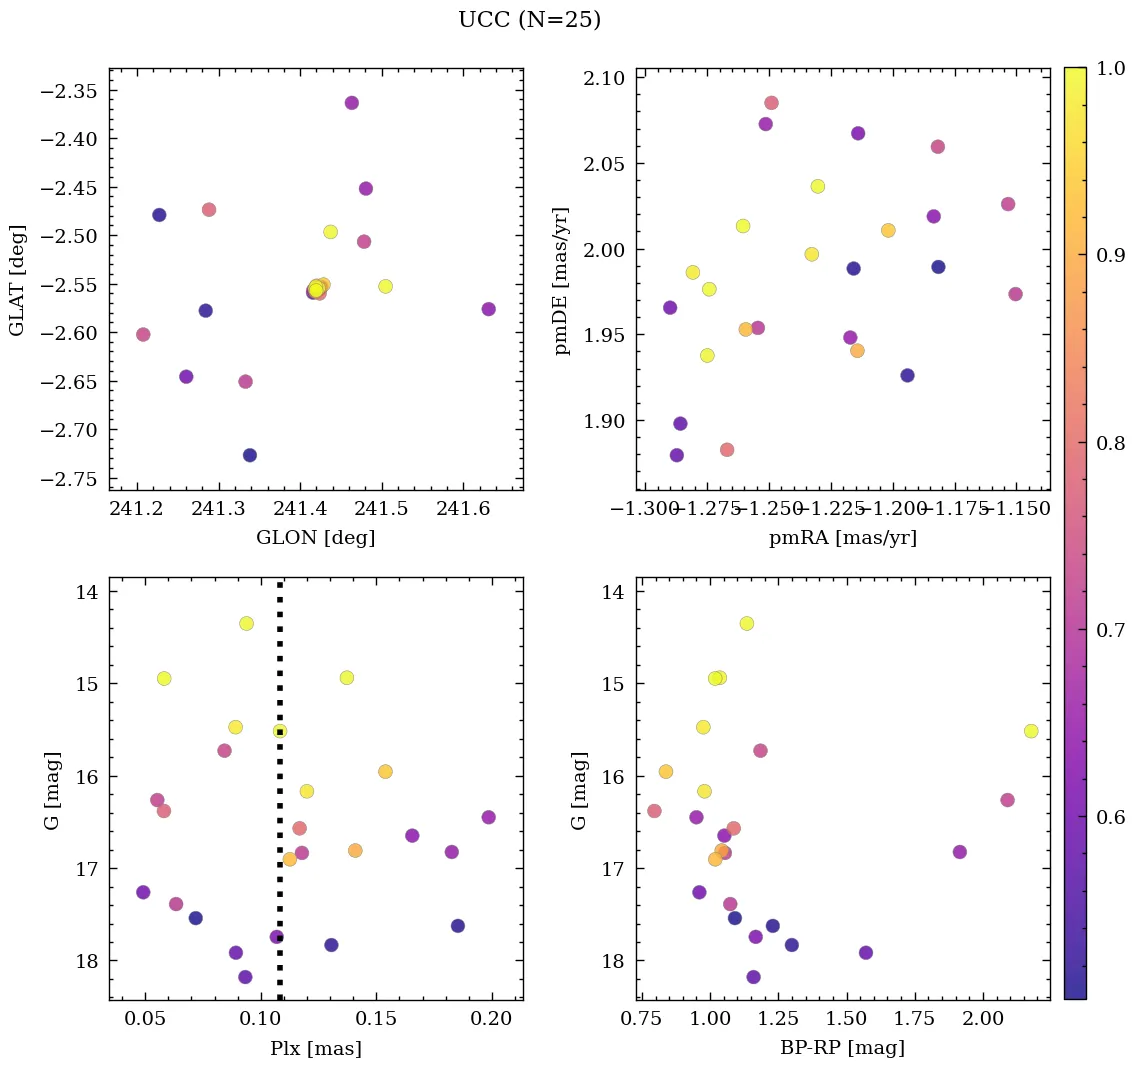 UCC (N=25)
−2.35
−2.40
−2.45
−2.50
−2.55
−2.60
−2.65
−2.70
−2.75
GLAT [deg]
241.2 241.3 241.4 241.5 241.6
GLON [deg]
2.10
2.05
2.00
1.95
1.90
pmDE [mas/yr]
−1.300 −1.275 −1.250 −1.225 −1.200 −1.175 −1.150
pmRA [mas/yr]
1.0
0.9
0.8
0.7
0.6
14
15
16
17
18
G [mag]
0.05 0.10 0.15 0.20
Plx [mas]
14
15
16
17
18
G [mag]
0.75 1.00 1.25 1.50 1.75 2.00
BP-RP [mag]